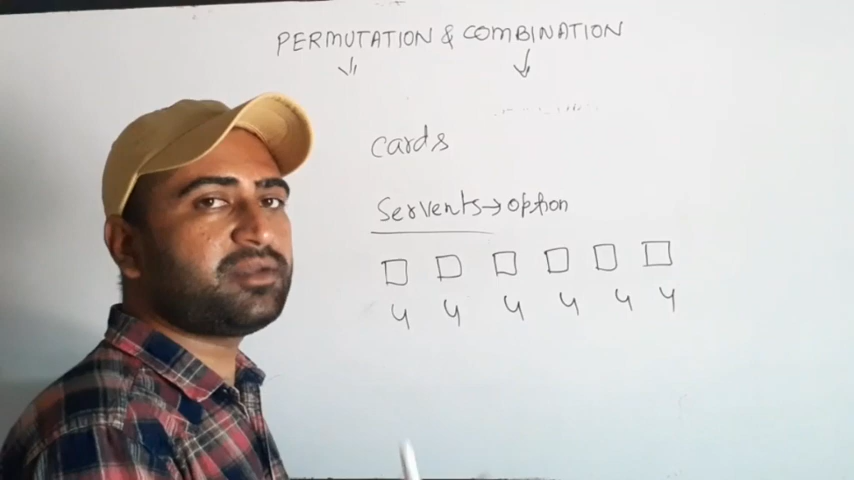 PERMUTATION & COMBINATION
cards
Servents → option
4 4 4 4 4 4